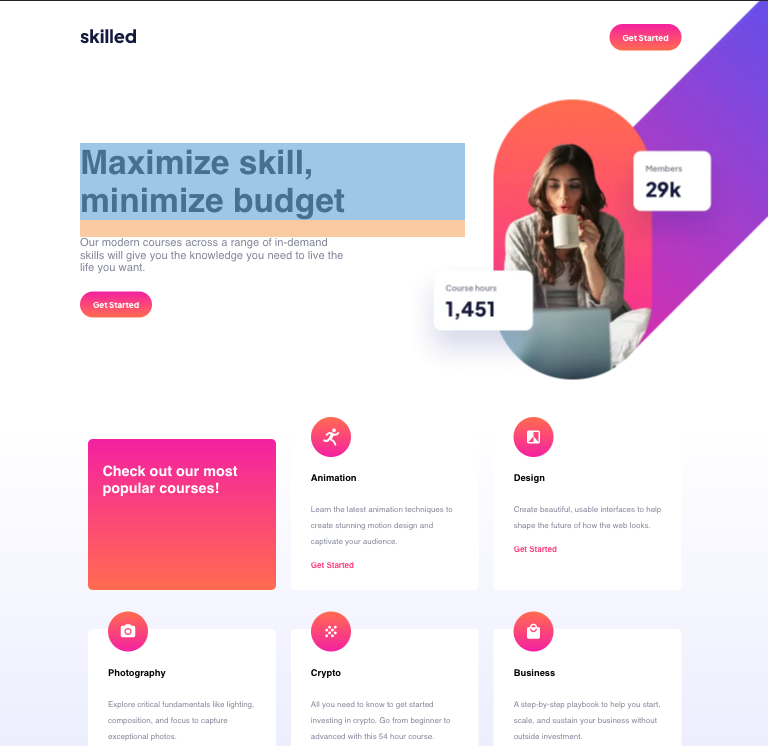 skilled
Get Started
Maximize skill,
minimize budget
Our modern courses across a range of in-demand
skills will give you the knowledge you need to live the
life you want.
Get Started
Members
29k
Course hours
1,451
Check out our most
popular courses!
Animation
Learn the latest animation techniques to
create stunning motion design and
captivate your audience.
Get Started
Design
Create beautiful, usable interfaces to help
shape the future of how the web looks.
Get Started
Photography
Explore critical fundamentals like lighting,
composition, and focus to capture
exceptional photos.
Crypto
All you need to know to get started
investing in crypto. Go from beginner to
advanced with this 54 hour course.
Business
A step-by-step playbook to help you start,
scale, and sustain your business without
outside investment.